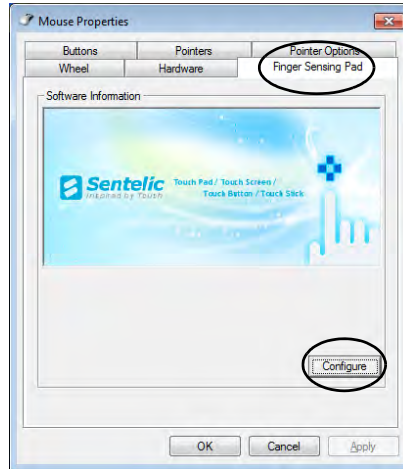 Mouse Properties
Buttons Pointers Pointer Options
Wheel Hardware Finger Sensing Pad
Software Information
Sentelic
Inspired by Touch
Touch Pad / Touch Screen /
Touch Button / Touch Stick
Configure
OK Cancel Apply